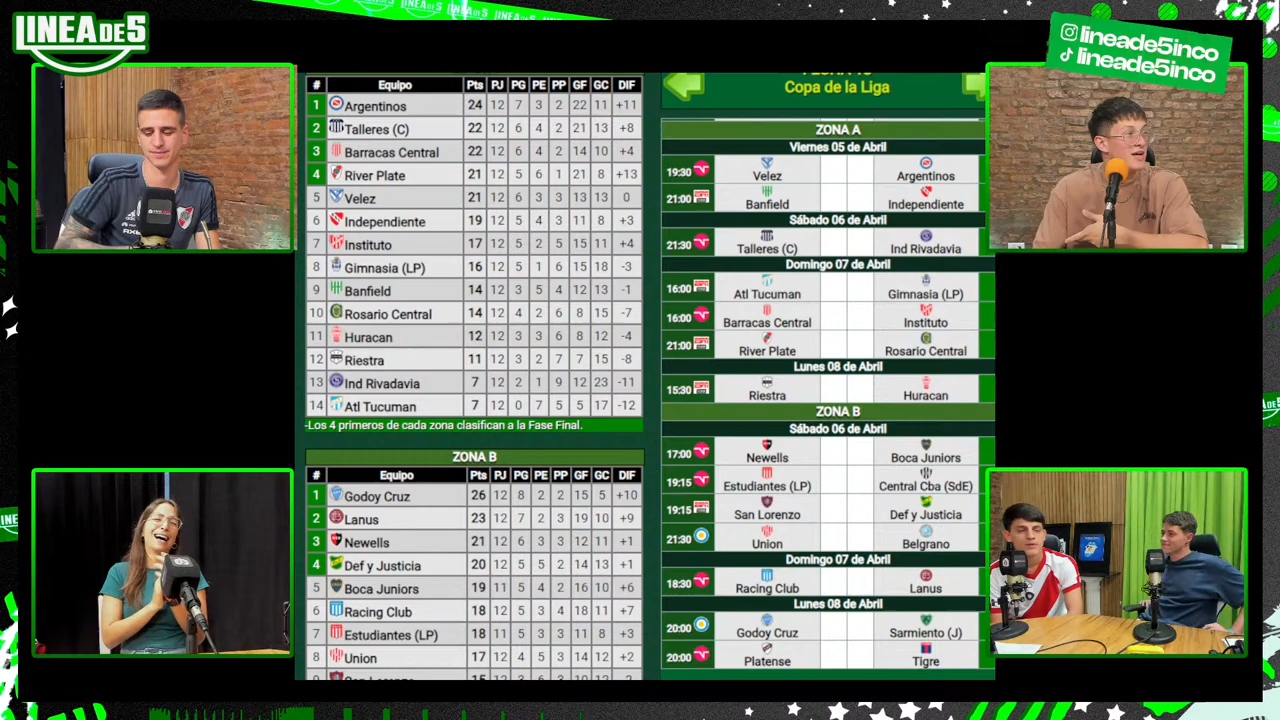 LINEA DE 5
lineade5inco
lineade5inco
# Equipo Pts PJ PG PE PP GF GC DIF
1 Argentinos 24 12 7 3 2 22 11 +11
2 Talleres (C) 22 12 6 4 2 21 13 +8
3 Barracas Central 22 12 6 4 2 14 10 +4
4 River Plate 21 12 5 6 1 21 8 +13
5 Velez 21 12 6 3 3 13 13 0
6 Independiente 19 12 5 4 3 11 8 +3
7 Instituto 17 12 5 2 5 15 11 +4
8 Gimnasia (LP) 16 12 5 1 6 15 18 -3
9 Banfield 14 12 3 5 4 12 13 -1
10 Rosario Central 14 12 4 2 6 8 15 -7
11 Huracan 12 12 3 3 6 8 12 -4
12 Riestra 11 12 3 2 7 7 15 -8
13 Ind Rivadavia 7 12 2 1 9 12 23 -11
14 Atl Tucuman 7 12 0 7 5 5 17 -12
-Los 4 primeros de cada zona clasifican a la Fase Final.
ZONA B
# Equipo Pts PJ PG PE PP GF GC DIF
1 Godoy Cruz 26 12 8 2 2 15 5 +10
2 Lanus 23 12 7 2 3 19 10 +9
3 Newells 21 12 6 3 3 12 11 +1
4 Def y Justicia 20 12 5 5 2 14 13 +1
5 Boca Juniors 19 11 5 4 2 16 10 +6
6 Racing Club 18 12 5 3 4 18 11 +7
7 Estudiantes (LP) 18 11 5 3 3 11 8 +3
8 Union 17 12 4 5 3 14 12 +2
Copa de la Liga
ZONA A
Viernes 05 de Abril
19:30 Velez Argentinos
21:00 Banfield Independiente
Sábado 06 de Abril
21:30 Talleres (C) Ind Rivadavia
Domingo 07 de Abril
16:00 Atl Tucuman Gimnasia (LP)
16:00 Barracas Central Instituto
21:00 River Plate Rosario Central
Lunes 08 de Abril
15:30 Riestra Huracan
ZONA B
Sábado 06 de Abril
17:00 Newells Boca Juniors
19:15 Estudiantes (LP) Central Cba (SdE)
19:15 San Lorenzo Def y Justicia
21:30 Union Belgrano
Domingo 07 de Abril
18:30 Racing Club Lanus
Lunes 08 de Abril
20:00 Godoy Cruz Sarmiento (J)
20:00 Platense Tigre